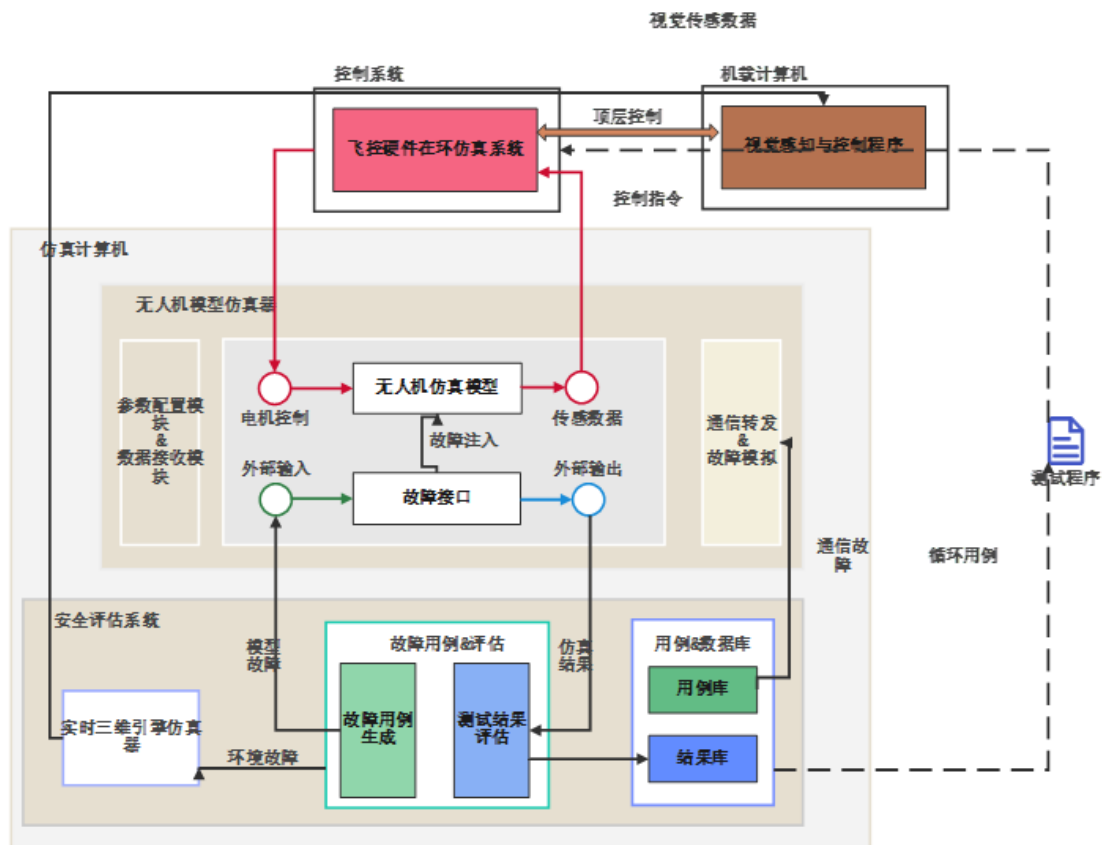 视觉传感数据
控制系统
机载计算机
顶层控制
飞控硬件在环仿真系统
视觉感知与控制程序
控制指令
仿真计算机
无人机模型仿真器
参数配置模
块
&
数据接收模
块
无人机仿真模型
电机控制
传感数据
故障注入
通信转发
&
故障模拟
外部输入
外部输出
故障接口
测试程序
通信故
障
循环用例
安全评估系统
模型
故障
故障用例&评估
仿真
结果
用例&数据库
用例库
实时三维引擎仿真
器
故障用例
生成
测试结果
评估
结果库
环境故障